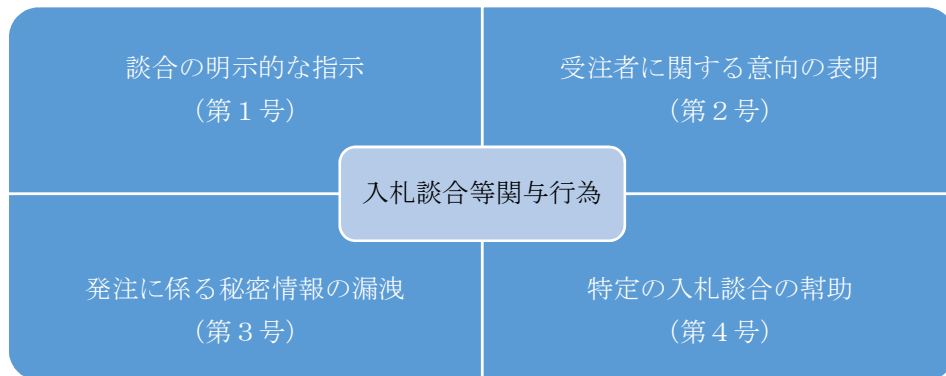 談合の明示的な指示
（第１号）
受注者に関する意向の表明
（第２号）
入札談合等関与行為
発注に係る秘密情報の漏洩
（第３号）
特定の入札談合の幇助
（第４号）